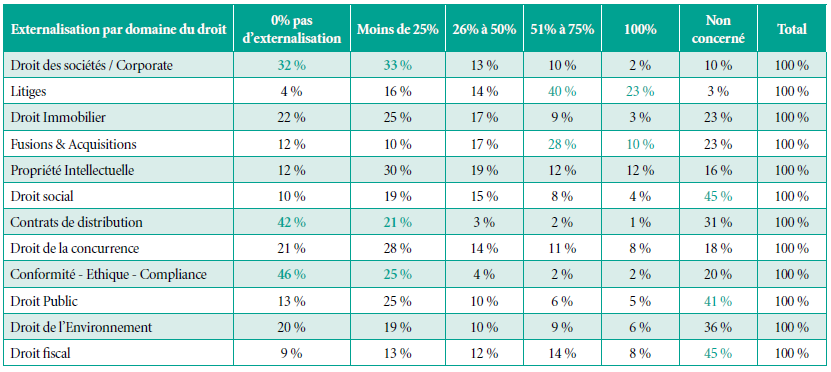 Externalisation par domaine du droit 0% pas d'externalisation Moins de 25% 26% à 50% 51% à 75% 100% Non concerné Total
Droit des sociétés / Corporate 32 % 33 % 13 % 10 % 2 % 10 % 100 %
Litiges 4 % 16 % 14 % 40 % 23 % 3 % 100 %
Droit Immobilier 22 % 25 % 17 % 9 % 3 % 23 % 100 %
Fusions & Acquisitions 12 % 10 % 17 % 28 % 10 % 23 % 100 %
Propriété Intellectuelle 12 % 30 % 19 % 12 % 12 % 16 % 100 %
Droit social 10 % 19 % 15 % 8 % 4 % 45 % 100 %
Contrats de distribution 42 % 21 % 3 % 2 % 1 % 31 % 100 %
Droit de la concurrence 21 % 28 % 14 % 11 % 8 % 18 % 100 %
Conformité - Ethique - Compliance 46 % 25 % 4 % 2 % 2 % 20 % 100 %
Droit Public 13 % 25 % 10 % 6 % 5 % 41 % 100 %
Droit de l'Environnement 20 % 19 % 10 % 9 % 6 % 36 % 100 %
Droit fiscal 9 % 13 % 12 % 14 % 8 % 45 % 100 %